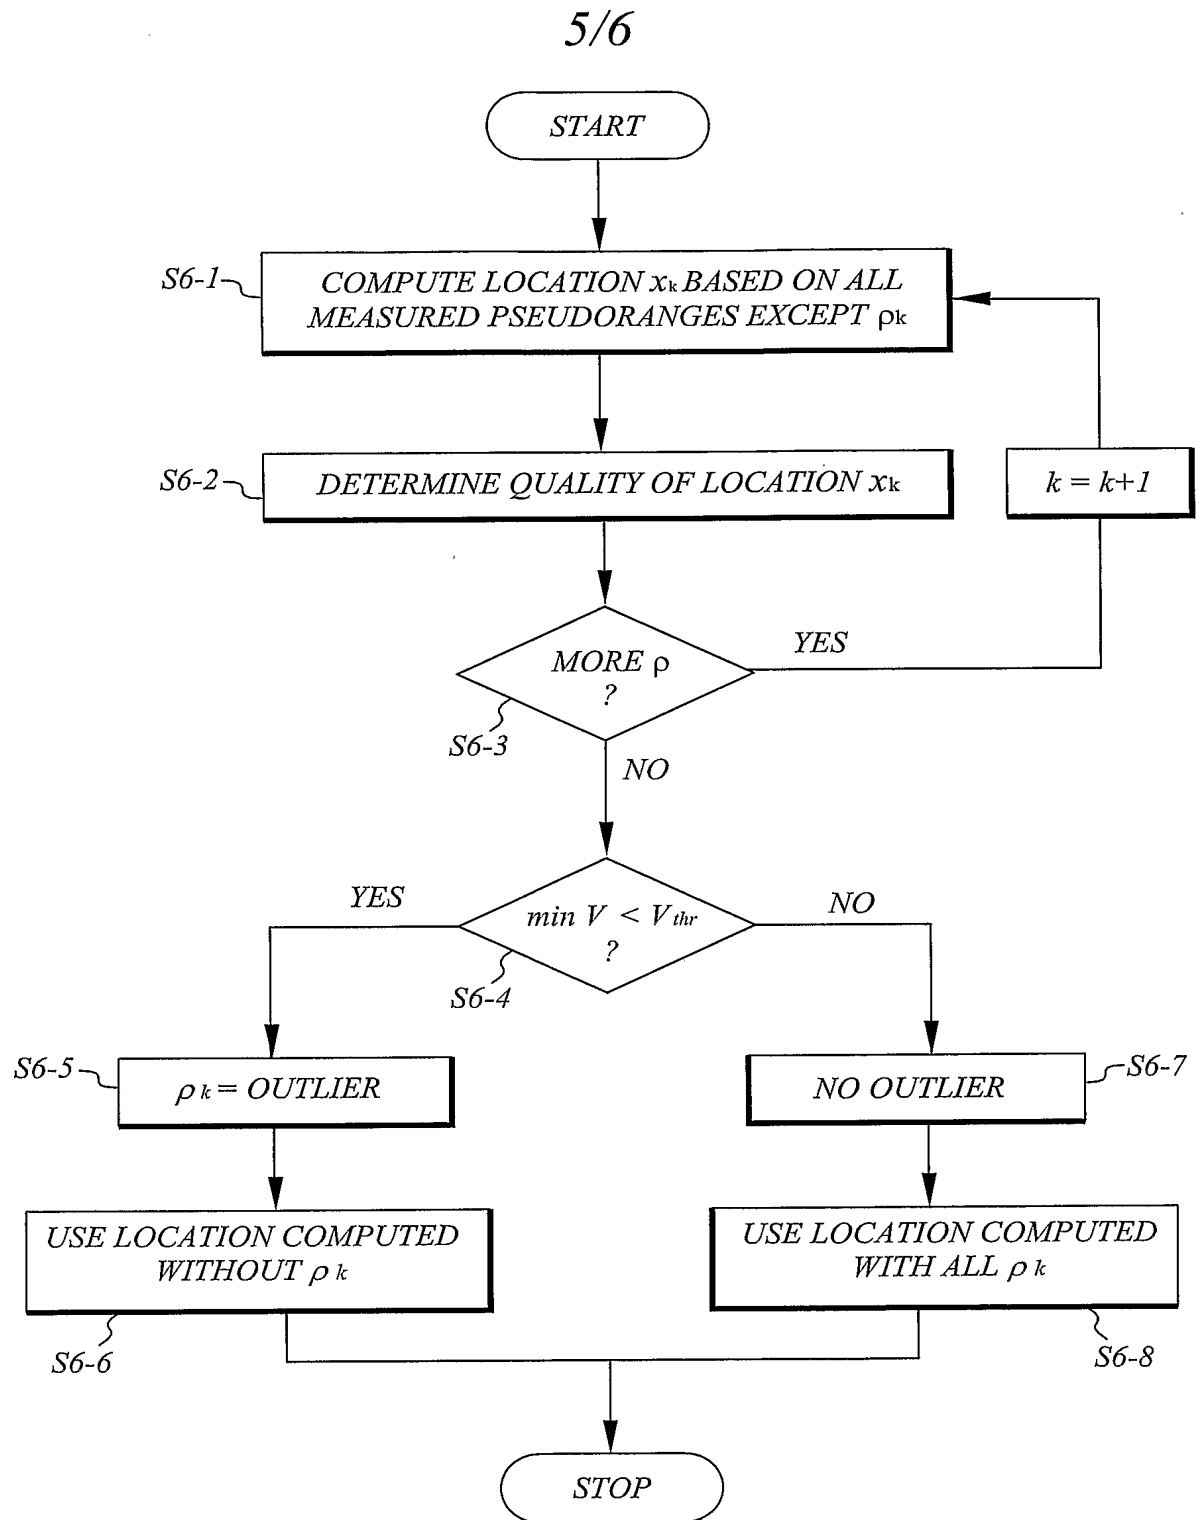 5/6
START
S6-1
COMPUTE LOCATION xk BASED ON ALL
MEASURED PSEUDORANGES EXCEPT ρk
S6-2
DETERMINE QUALITY OF LOCATION xk
k = k+1
MORE ρ
?
YES
S6-3
NO
min V < Vthr
?
YES
NO
S6-4
S6-5
ρk = OUTLIER
NO OUTLIER
S6-7
USE LOCATION COMPUTED
WITHOUT ρk
S6-6
USE LOCATION COMPUTED
WITH ALL ρk
S6-8
STOP